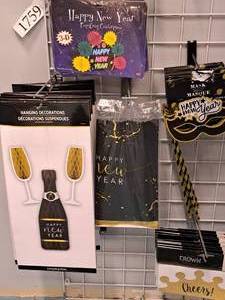 1759
Happy New Year
3-D
HAPPY
NEW
YEAR
HANGING DECORATIONS
DÉCORATIONS SUSPENDUES
HAPPY
new
YEAR
HAPPY
new
YEAR
MASK
MASQUE
HAPPY
New Year
CROWN
Cheers!